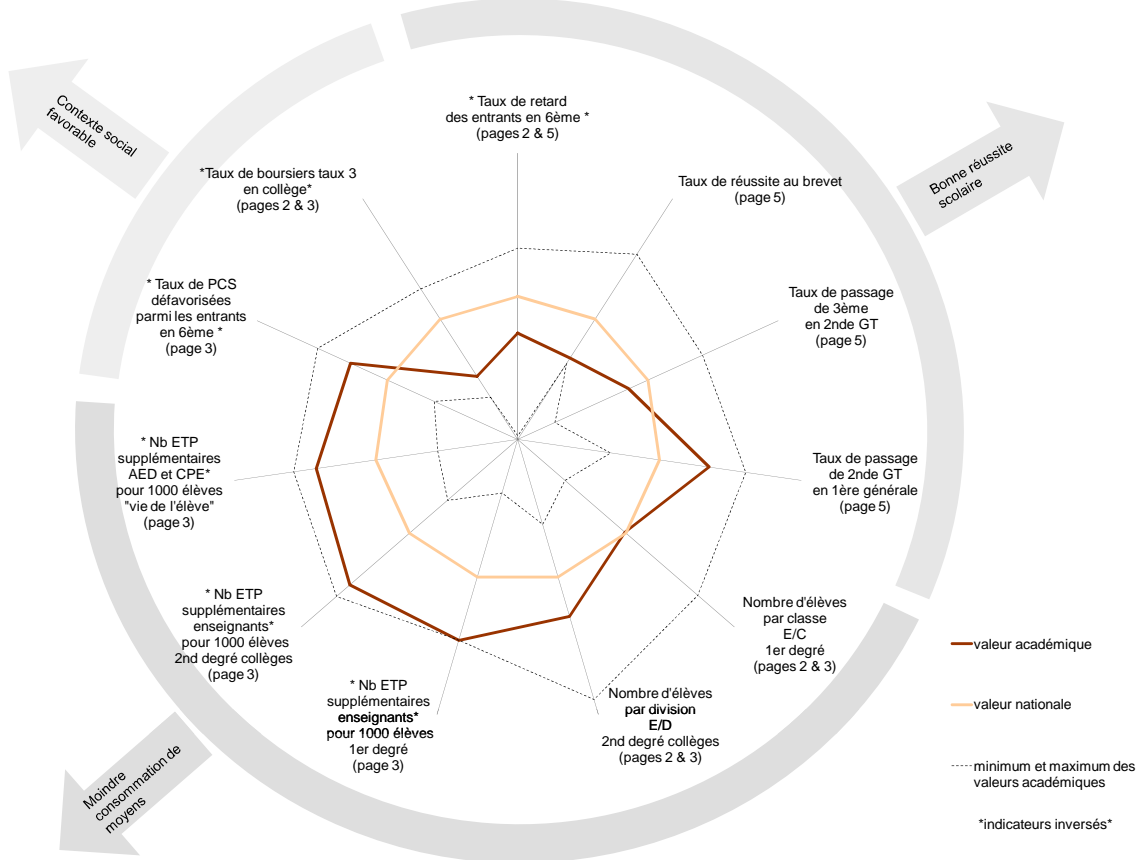 * Taux de retard
des entrants en 6ème *
(pages 2 & 5)
Contexte social
favorable
Bonne réussite
scolaire
*Taux de boursiers taux 3
en collège*
(pages 2 & 3)
Taux de réussite au brevet
(page 5)
* Taux de PCS
défavorisées
parmi les entrants
en 6ème *
(page 3)
Taux de passage
de 3ème
en 2nde GT
(page 5)
* Nb ETP
supplémentaires
AED et CPE*
pour 1000 élèves
"vie de l'élève"
(page 3)
Taux de passage
de 2nde GT
en 1ère générale
(page 5)
* Nb ETP
supplémentaires
enseignants*
pour 1000 élèves
2nd degré collèges
(page 3)
Nombre d'élèves
par classe
E/C
1er degré
(pages 2 & 3)
* Nb ETP
supplémentaires
enseignants*
pour 1000 élèves
1er degré
(page 3)
Nombre d'élèves
par division
E/D
2nd degré collèges
(pages 2 & 3)
Moindre
consommation de
moyens
valeur académique
valeur nationale
minimum et maximum des
valeurs académiques
*indicateurs inversés*